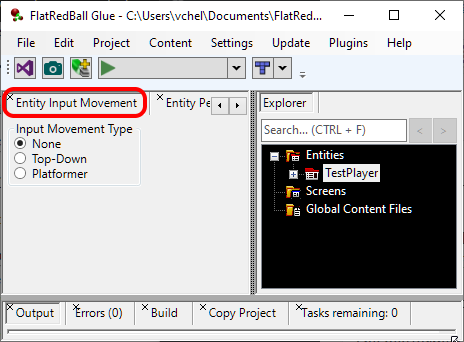 FlatRedBall Glue - C:\Users\vchel\Documents\FlatRed...
File Edit Project Content Settings Update Plugins Help
Entity Input Movement Entity Pe Explorer
Input Movement Type
Search... (CTRL + F) < >
None
Top-Down
Platformer
Entities
TestPlayer
Screens
Global Content Files
Output Errors (0) Build Copy Project Tasks remaining: 0